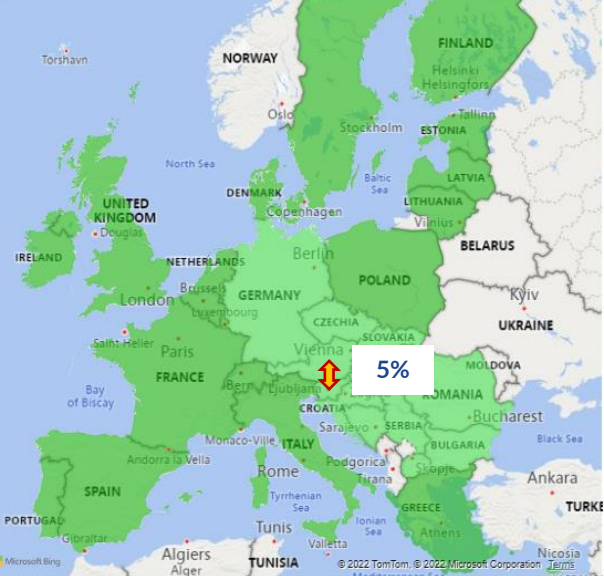 FINLAND
Tórshavn
NORWAY
Helsinki
Helsingfors
Oslo
Stockholm
Tallinn
ESTONIA
North Sea
Baltic
Sea
LATVIA
DENMARK
LITHUANIA
UNITED
KINGDOM
Copenhagen
Vilnius
Douglas
BELARUS
IRELAND
NETHERLANDS
Berlin
POLAND
Brussels
London
GERMANY
Kyiv
Luxembourg
CZECHIA
UKRAINE
Saint Helier
Paris
SLOVAKIA
Vienna
5%
MOLDOVA
FRANCE
Bern
Ljubljana
ROMANIA
Bay
of Biscay
CROATIA
Bucharest
Sarajevo
SERBIA
Monaco-Ville
ITALY
BULGARIA
Black Sea
Andorra la Vella
Podgorica
Skopje
Rome
Tirana
Ankara
SPAIN
Tyrrhenian
Sea
GREECE
TURKE
PORTUGAL
Ionian
Sea
Athens
Gibraltar
Tunis
Valletta
Algiers
Alger
TUNISIA
Nicosia
Microsoft Bing
© 2022 TomTom, © 2022 Microsoft Corporation Terms